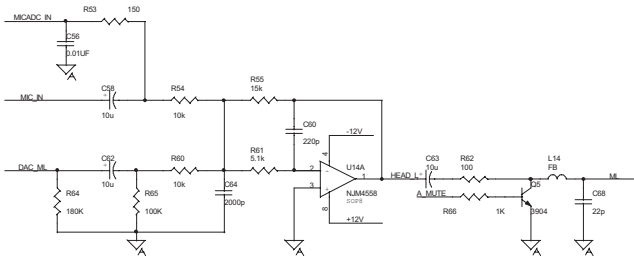 R53 150
MICADC_IN
C56
0.01UF
A
C58
MIC_IN
+
10u
R54
10k
R55
15k
C60
220p
-12V
4
DAC_ML
C62
+
10u
R60
10k
R61
5.1k
2
-
3
+
1
8
U14A
NJM4558
SOP8
+12V
HEAD_L
C63
+
10u
R62
100
L14
FB
Q5
ML
A_MUTE
R66 1K
3904
C68
22p
R64
180K
R65
100K
C64
2000p
A
A
A